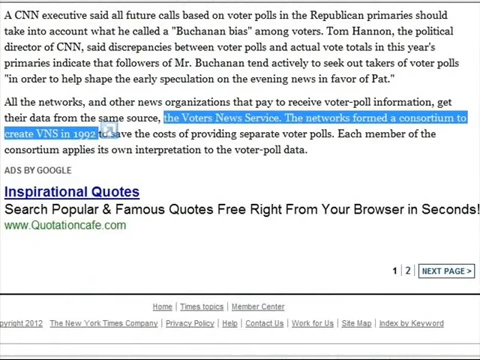 A CNN executive said all future calls based on voter polls in the Republican primaries should
take into account what he called a "Buchanan bias" among voters. Tom Hannon, the political
director of CNN, said discrepancies between voter polls and actual vote totals in this year's
primaries indicate that followers of Mr. Buchanan tend actively to seek out takers of voter polls
"in order to help shape the early speculation on the evening news in favor of Pat."
All the networks, and other news organizations that pay to receive voter-poll information, get
their data from the same source, the Voters News Service. The networks formed a consortium to
create VNS in 1992 save the costs of providing separate voter polls. Each member of the
consortium applies its own interpretation to the voter-poll data.
ADS BY GOOGLE
Inspirational Quotes
Search Popular & Famous Quotes Free Right From Your Browser in Seconds!
www.Quotationcafe.com
1 | 2 | NEXT PAGE >
Home | Times topics | Member Center
pyright 2012 The New York Times Company | Privacy Policy | Help | Contact Us | Work for Us | Site Map | Index by Keyword